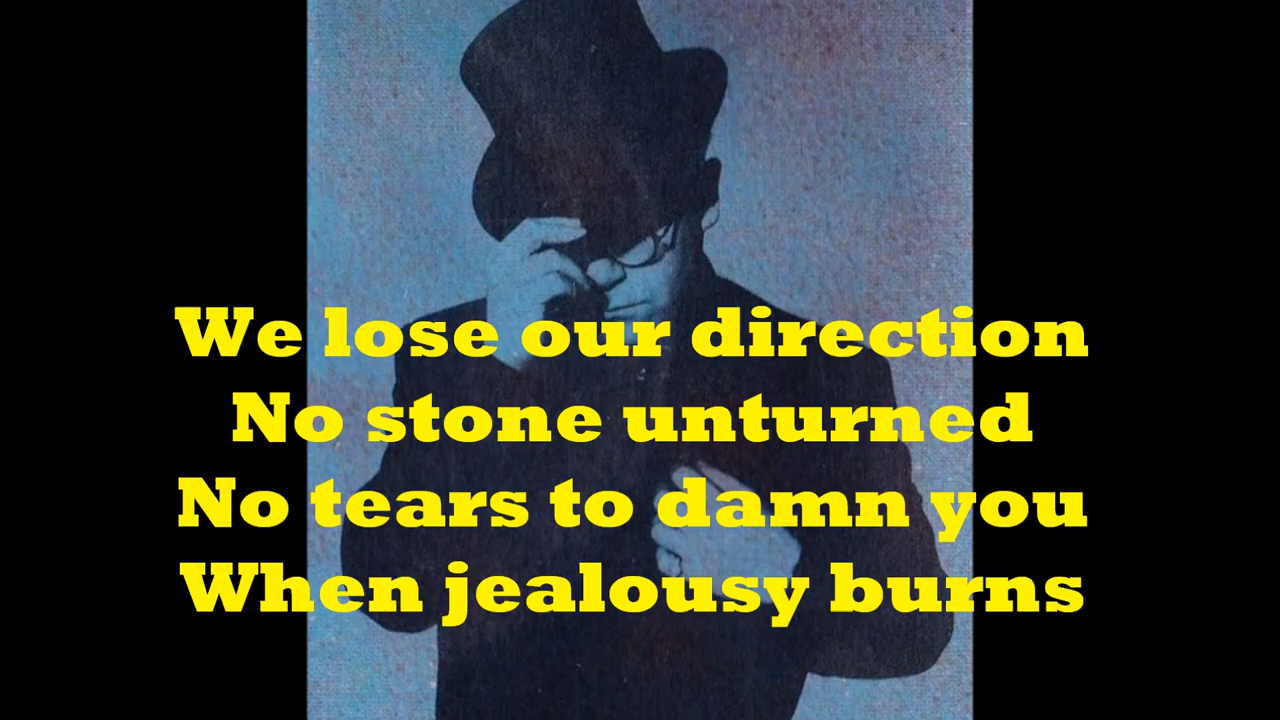 We lose our direction
No stone unturned
No tears to damn you
When jealousy burns